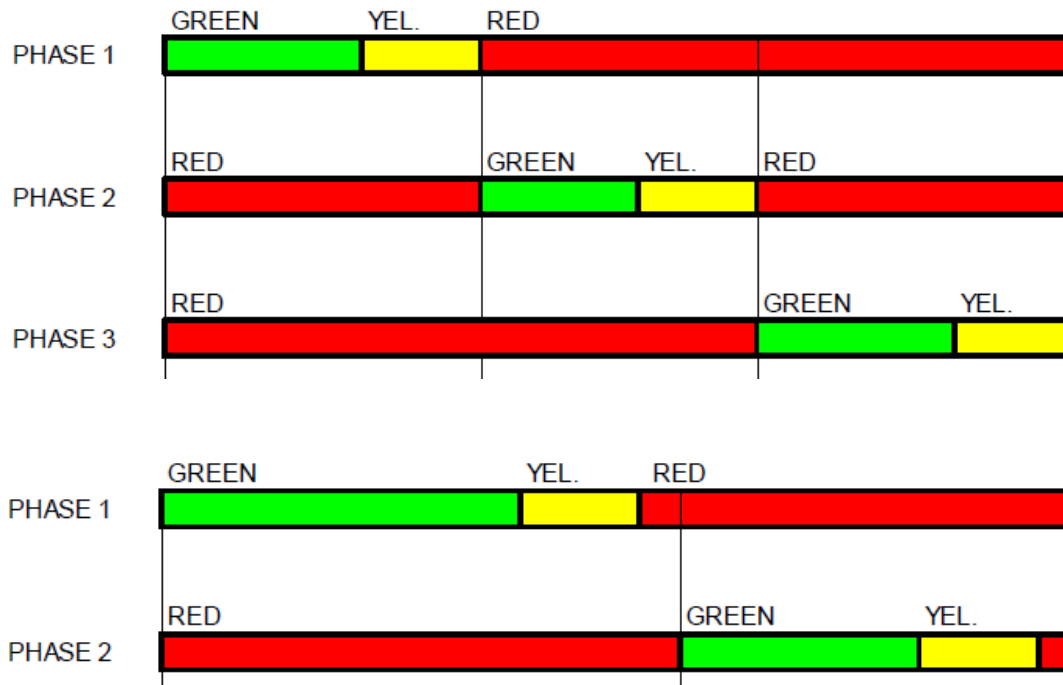 GREEN YEL. RED
PHASE 1
RED GREEN YEL. RED
PHASE 2
RED GREEN YEL.
PHASE 3
GREEN YEL. RED
PHASE 1
RED GREEN YEL.
PHASE 2